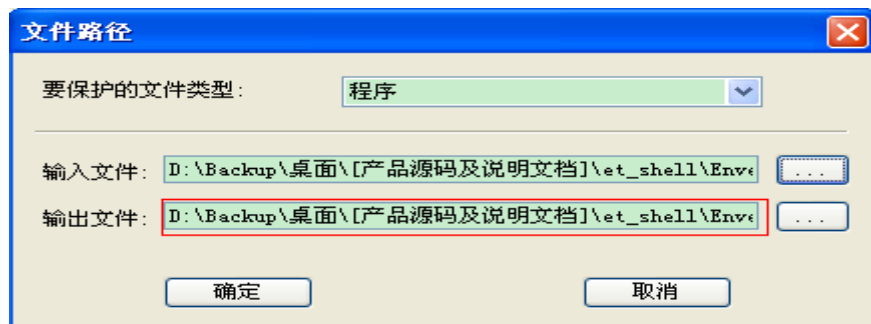 文件路径
要保护的文件类型: 程序
输入文件: D:\Backup\桌面\[产品源码及说明文档]\et_shell\Enve ...
输出文件: D:\Backup\桌面\[产品源码及说明文档]\et_shell\Enve ...
确定 取消